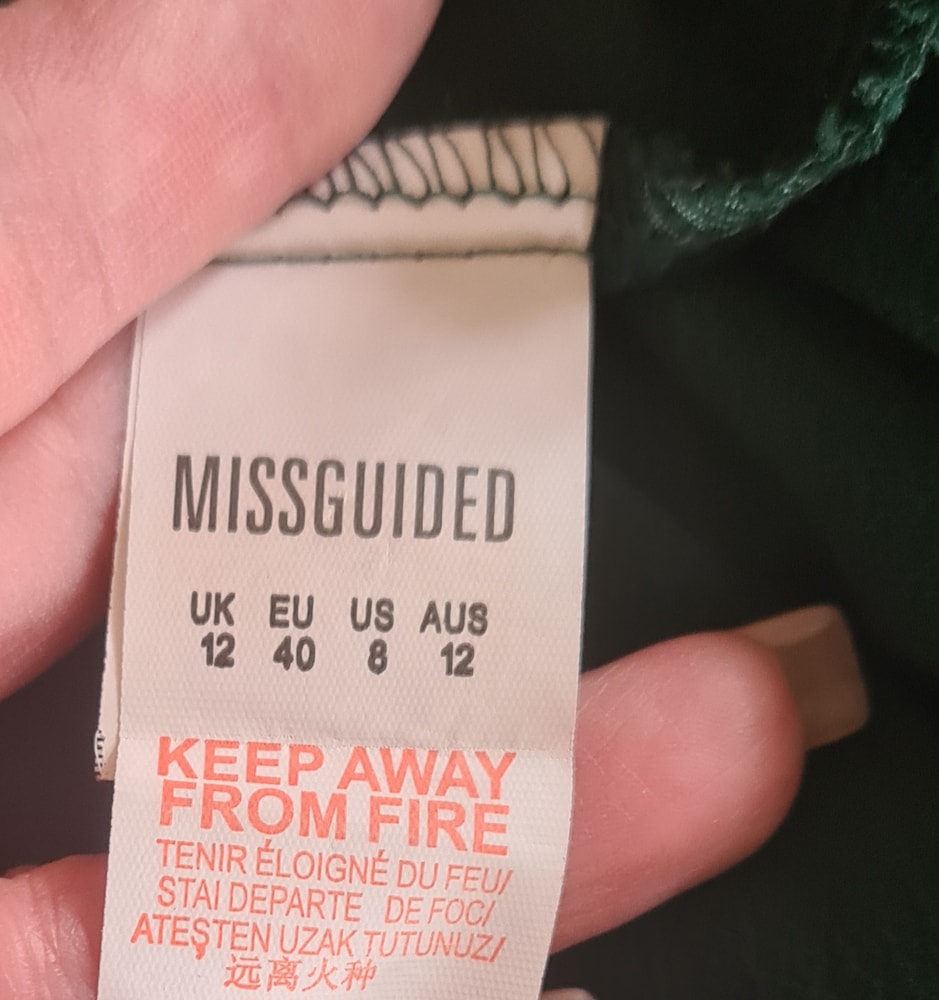 MISSGUIDED
UK EU US AUS
12 40 8 12
KEEP AWAY
FROM FIRE
TENIR ÉLOIGNÉ DU FEU/
STAI DEPARTE DE FOC/
ATEŞTEN UZAK TUTUNUZ/
远离火种